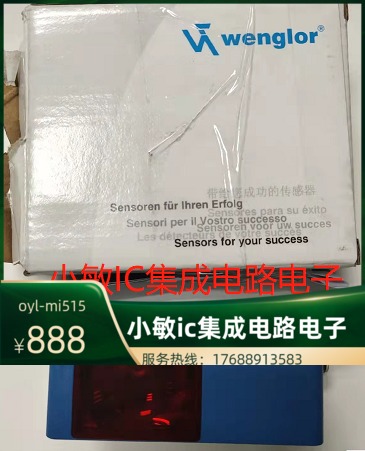 wenglor®
带给您成功的传感器
Sensoren für Ihren Erfolg
Sensores para su éxito
Sensori per il Vostro successo
Sensoren voor uw succes
Les détecteurs de votre succès
Sensors for your success
小敏IC集成电路电子
oyl-mi515
¥888
小敏ic集成电路电子
服务热线：17688913583